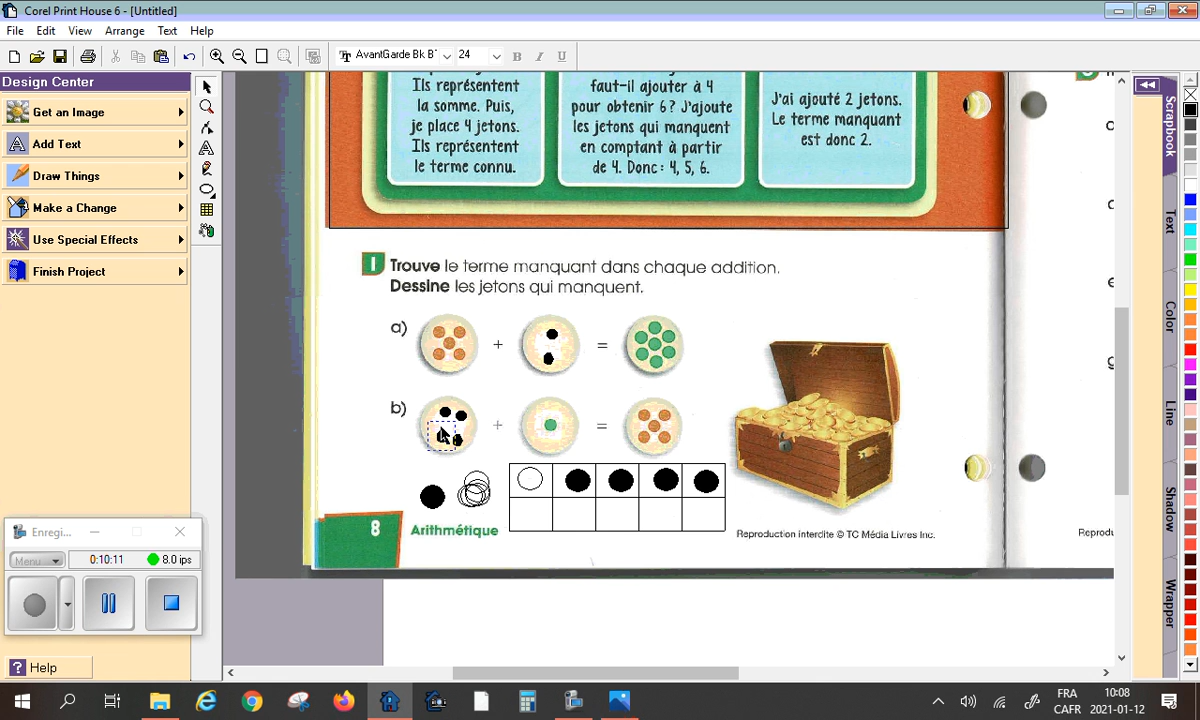 Corel Print House 6 - [Untitled]
File Edit View Arrange Text Help
AvantGarde Bk BT 24 B I U
Design Center
Get an Image
Add Text
Draw Things
Make a Change
Use Special Effects
Finish Project
Ils représentent
la somme. Puis,
je place 4 jetons.
Ils représentent
le terme connu.
faut-il ajouter à 4
pour obtenir 6? J'ajoute
les jetons qui manquent
en comptant à partir
de 4. Donc : 4, 5, 6.
J'ai ajouté 2 jetons.
Le terme manquant
est donc 2.
1 Trouve le terme manquant dans chaque addition.
Dessine les jetons qui manquent.
a) + =
b) + =
8 Arithmétique
Reproduction interdite © TC Média Livres Inc.
Reprodu
Scrapbook
Text
Color
Line
Shadow
Wrapper
Enregi...
Menu 0:10:11 8.0 ips
Help
FRA
CAFR
10:08
2021-01-12